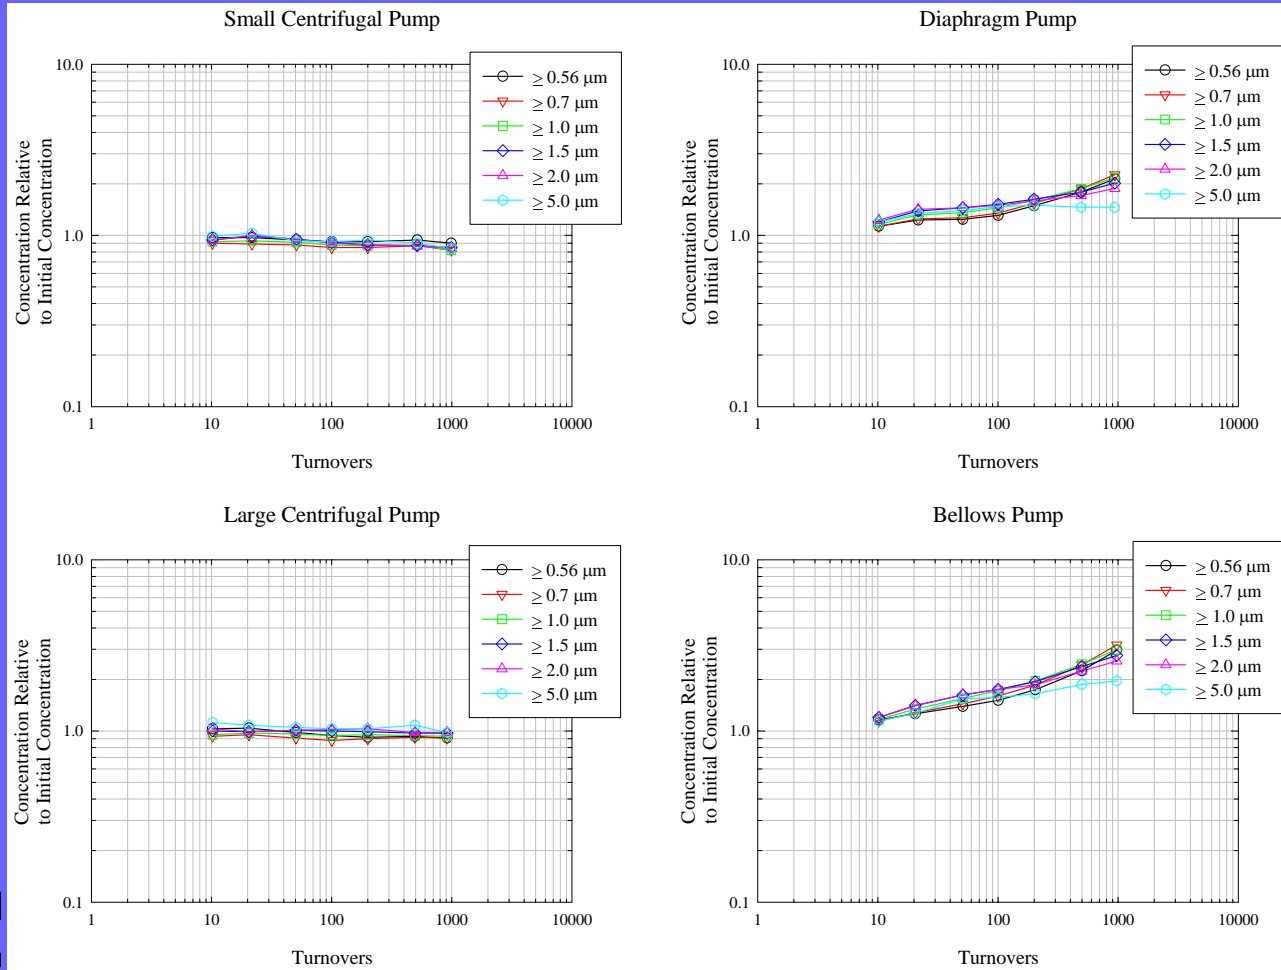 Small Centrifugal Pump
10.0
1.0
0.1
1
10
100
1000
10000
Concentration Relative
to Initial Concentration
Turnovers
≥ 0.56 µm
≥ 0.7 µm
≥ 1.0 µm
≥ 1.5 µm
≥ 2.0 µm
≥ 5.0 µm
Diaphragm Pump
10.0
1.0
0.1
1
10
100
1000
10000
Concentration Relative
to Initial Concentration
Turnovers
≥ 0.56 µm
≥ 0.7 µm
≥ 1.0 µm
≥ 1.5 µm
≥ 2.0 µm
≥ 5.0 µm
Large Centrifugal Pump
10.0
1.0
0.1
1
10
100
1000
10000
Concentration Relative
to Initial Concentration
Turnovers
≥ 0.56 µm
≥ 0.7 µm
≥ 1.0 µm
≥ 1.5 µm
≥ 2.0 µm
≥ 5.0 µm
Bellows Pump
10.0
1.0
0.1
1
10
100
1000
10000
Concentration Relative
to Initial Concentration
Turnovers
≥ 0.56 µm
≥ 0.7 µm
≥ 1.0 µm
≥ 1.5 µm
≥ 2.0 µm
≥ 5.0 µm